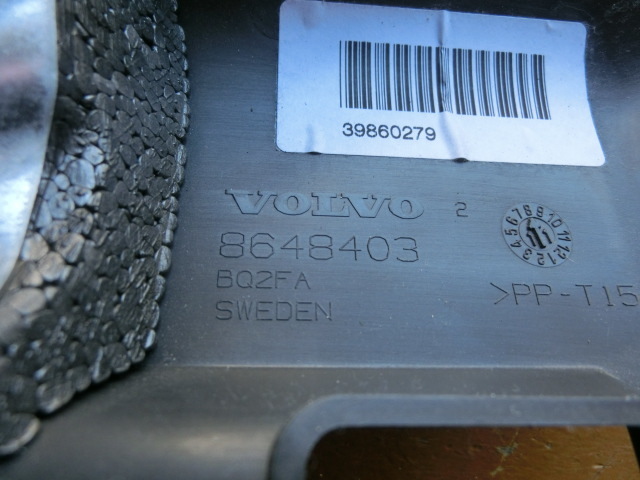 39860279
VOLVO 2
8648403
BQ2FA
SWEDEN
>PP-T15